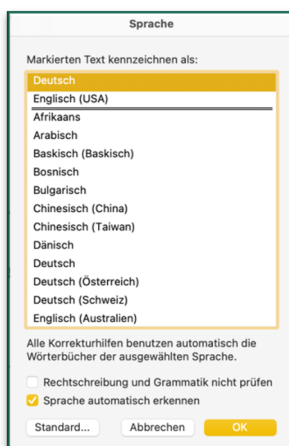 Sprache
Markierten Text kennzeichnen als:
Deutsch
Englisch (USA)
Afrikaans
Arabisch
Baskisch (Baskisch)
Bosnisch
Bulgarisch
Chinesisch (China)
Chinesisch (Taiwan)
Dänisch
Deutsch
Deutsch (Österreich)
Deutsch (Schweiz)
Englisch (Australien)
Alle Korrekturhilfen benutzen automatisch die
Wörterbücher der ausgewählten Sprache.
Rechtschreibung und Grammatik nicht prüfen
Sprache automatisch erkennen
Standard... Abbrechen OK